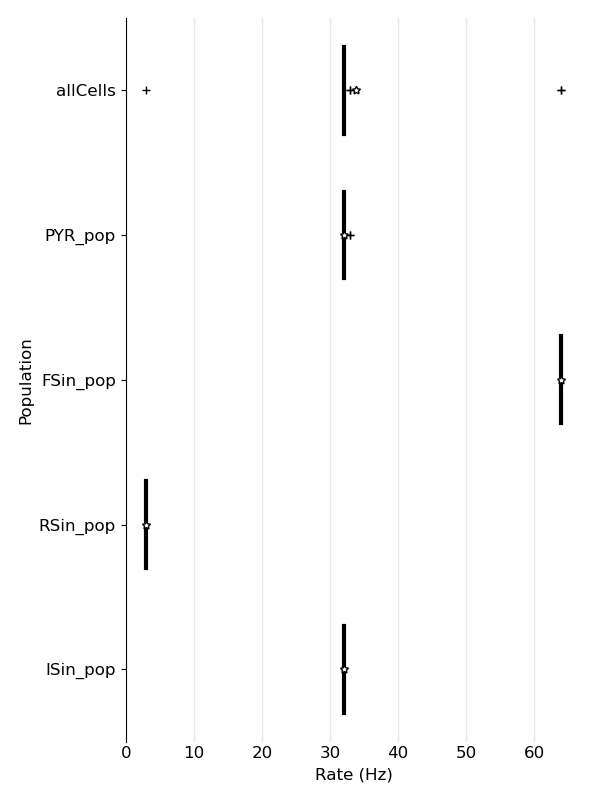 allCells
PYR_pop
FSin_pop
RSin_pop
ISin_pop
Population
0 10 20 30 40 50 60
Rate (Hz)